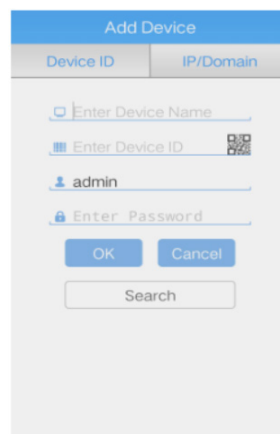 Add Device
Device ID
IP/Domain
Enter Device Name
Enter Device ID
admin
Enter Password
OK
Cancel
Search